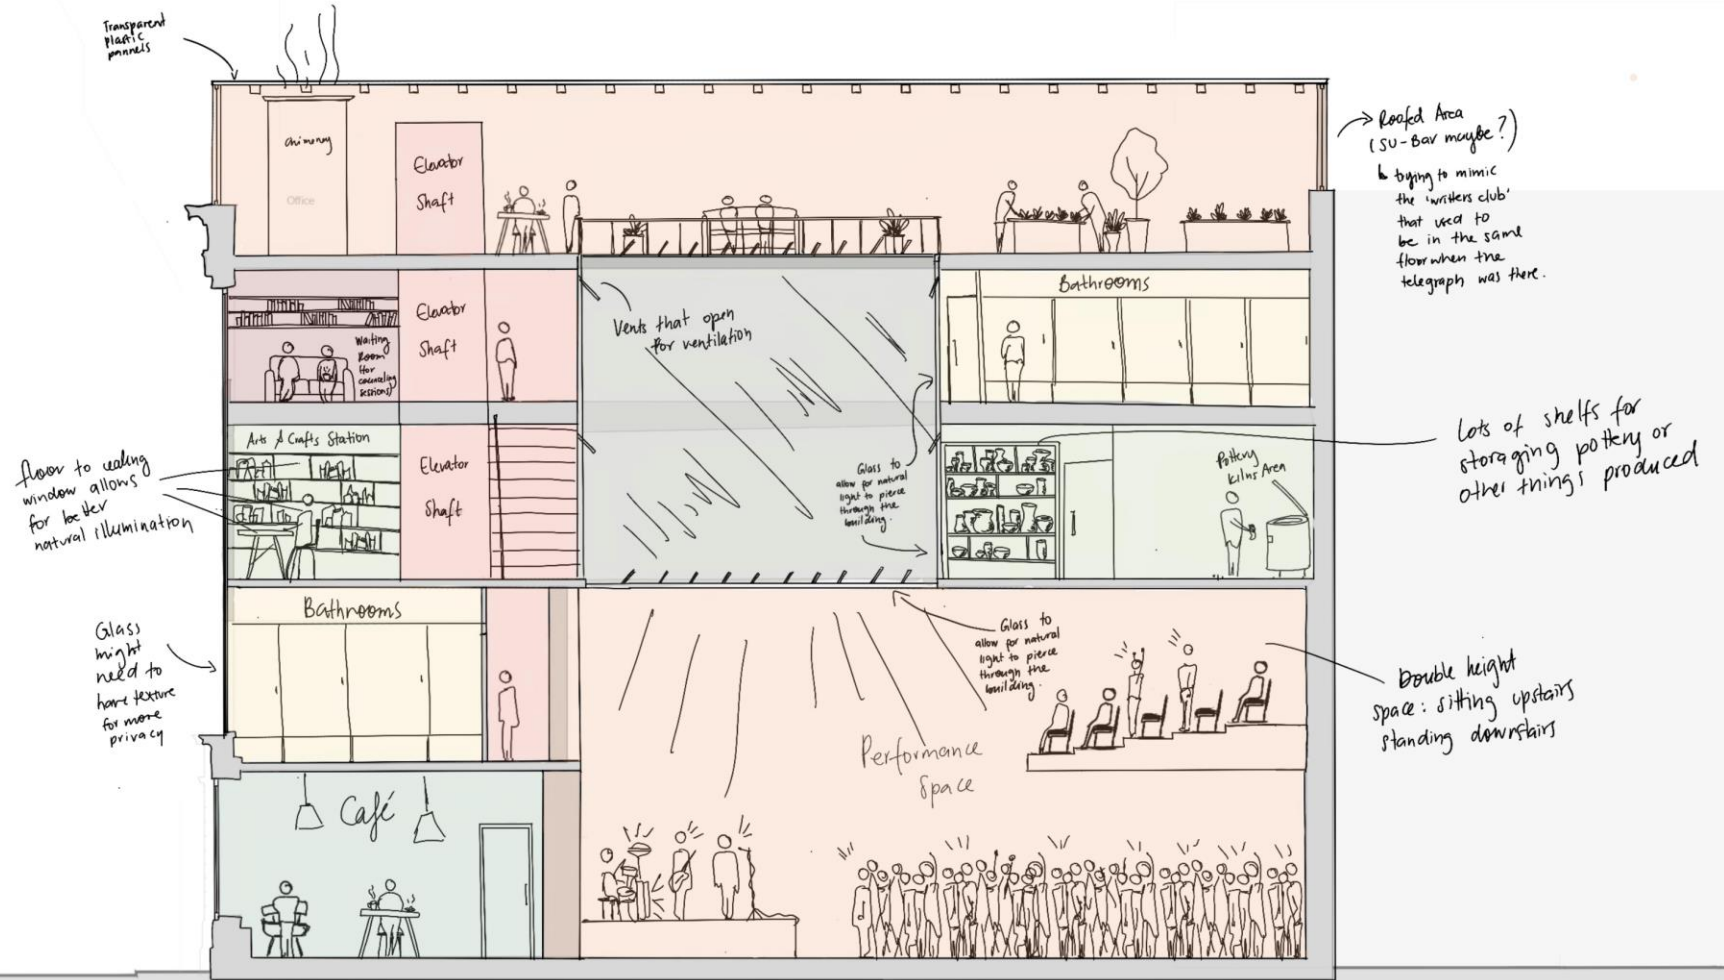 Transparent
plastic
pannels
Chimney
Office
Elevator
Shaft
Roofed Area
(SU-Bar maybe?)
trying to mimic
the 'writters club'
that used to
be in the same
floor when the
telegraph was there.
Waiting
Room
(for
counseling
sessions)
Elevator
Shaft
Vents that open
for ventilation
Bathrooms
floor to ceiling
window allows
for better
natural illumination
Arts & Crafts Station
Elevator
Shaft
Glass to
allow for natural
light to pierce
through the
building.
Pottery
kilns Area
Lots of shelfs for
storaging pottery or
other things produced
Glass
might
need to
have texture
for more
privacy
Bathrooms
Glass to
allow for natural
light to pierce
through the
building.
Double height
space: sitting upstairs
standing downstairs
Performance
Space
Café